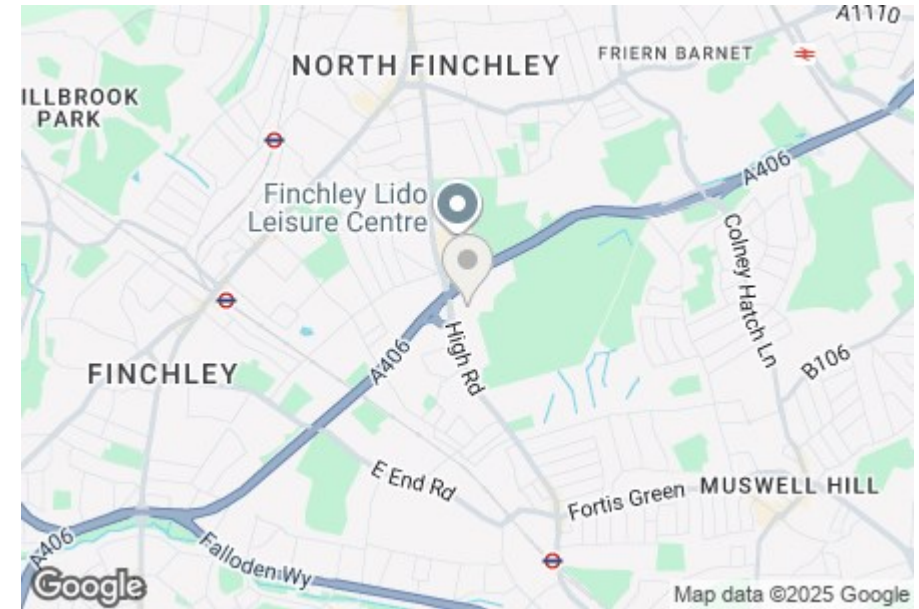 A1110
NORTH FINCHLEY
FRIERN BARNET
ILLBROOK
PARK
A406
Finchley Lido
Leisure Centre
Colney Hatch Ln
High Rd
A406
B106
FINCHLEY
E End Rd
Fortis Green
MUSWELL HILL
A406
Falloden Wy
Google
Map data ©2025 Google